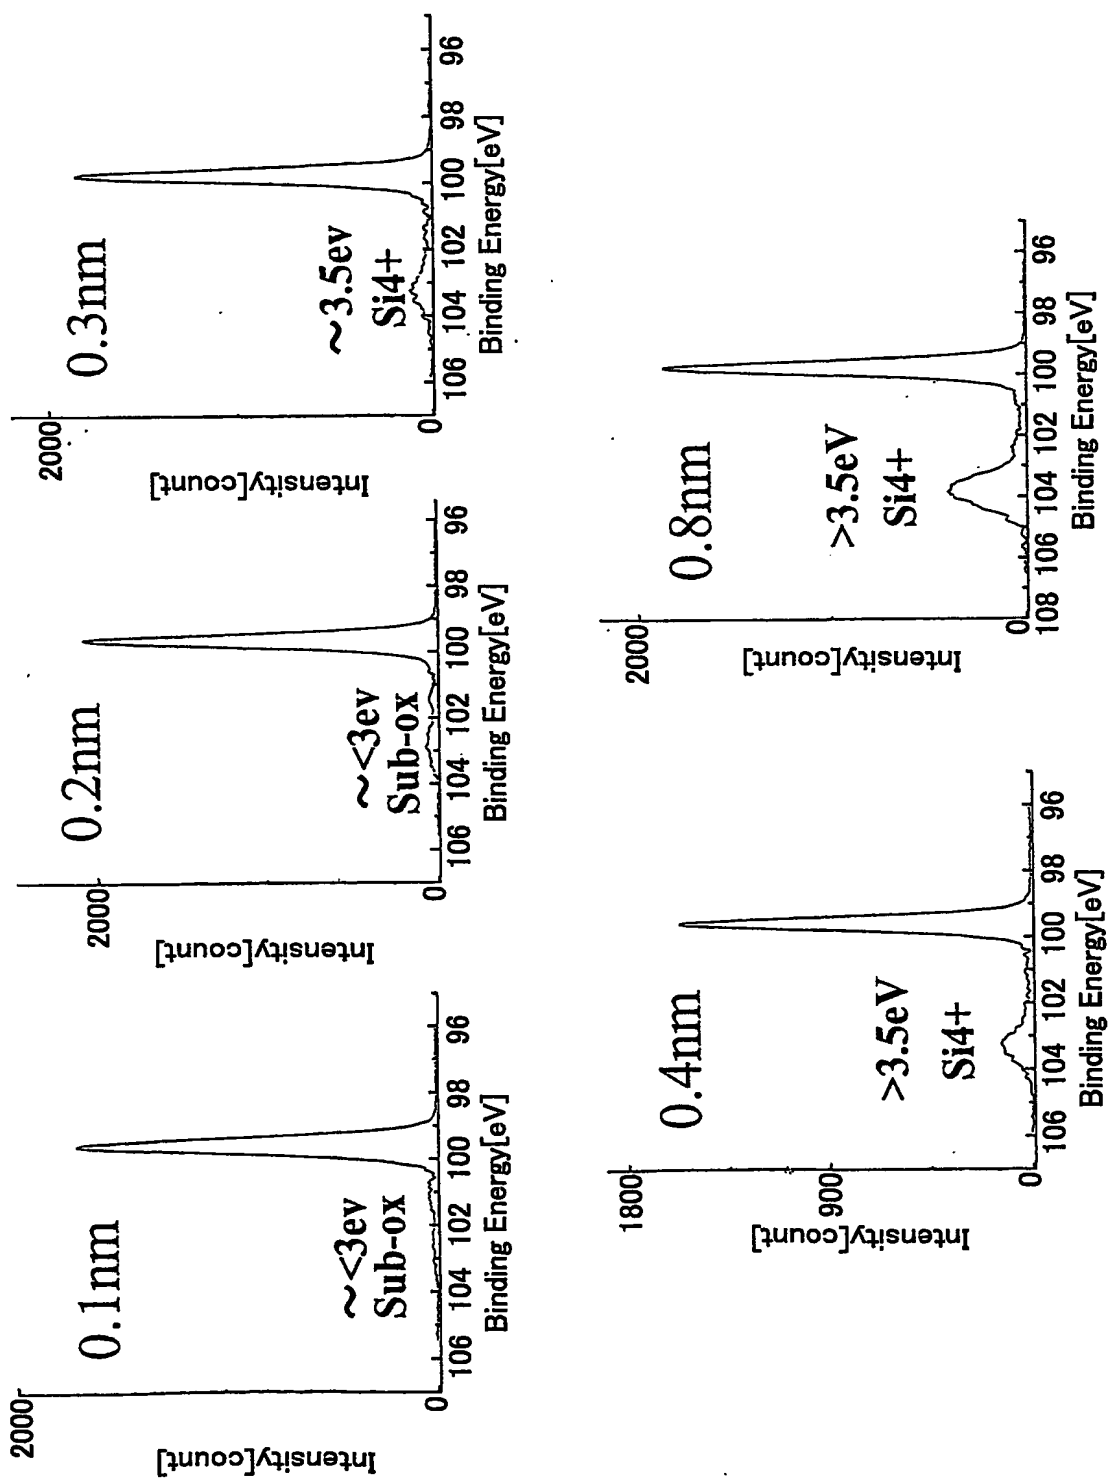 0.1nm
2000
0
Intensity[count]
~<3ev
Sub-ox
106 104 102 100 98 96
Binding Energy[eV]
0.2nm
2000
0
Intensity[count]
~<3ev
Sub-ox
106 104 102 100 98 96
Binding Energy[eV]
0.3nm
2000
0
Intensity[count]
~3.5ev
Si4+
106 104 102 100 98 96
Binding Energy[eV]
0.4nm
1800
900
0
Intensity[count]
>3.5eV
Si4+
106 104 102 100 98 96
Binding Energy[eV]
0.8nm
2000
0
Intensity[count]
>3.5eV
Si4+
108 106 104 102 100 98 96
Binding Energy[eV]